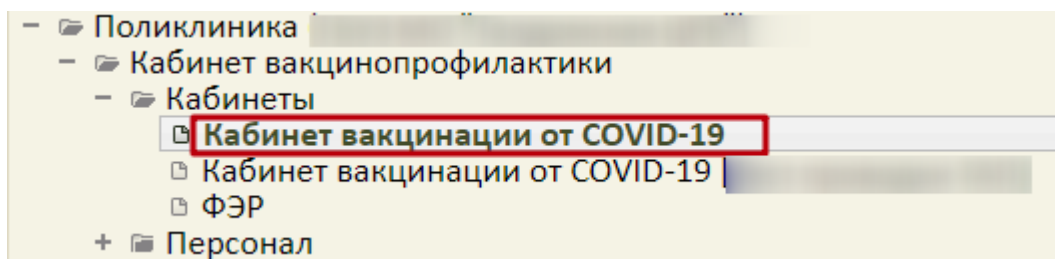 Поликлиника
Кабинет вакцинопрофилактики
Кабинеты
Кабинет вакцинации от COVID-19
Кабинет вакцинации от COVID-19
ФЭР
Персонал